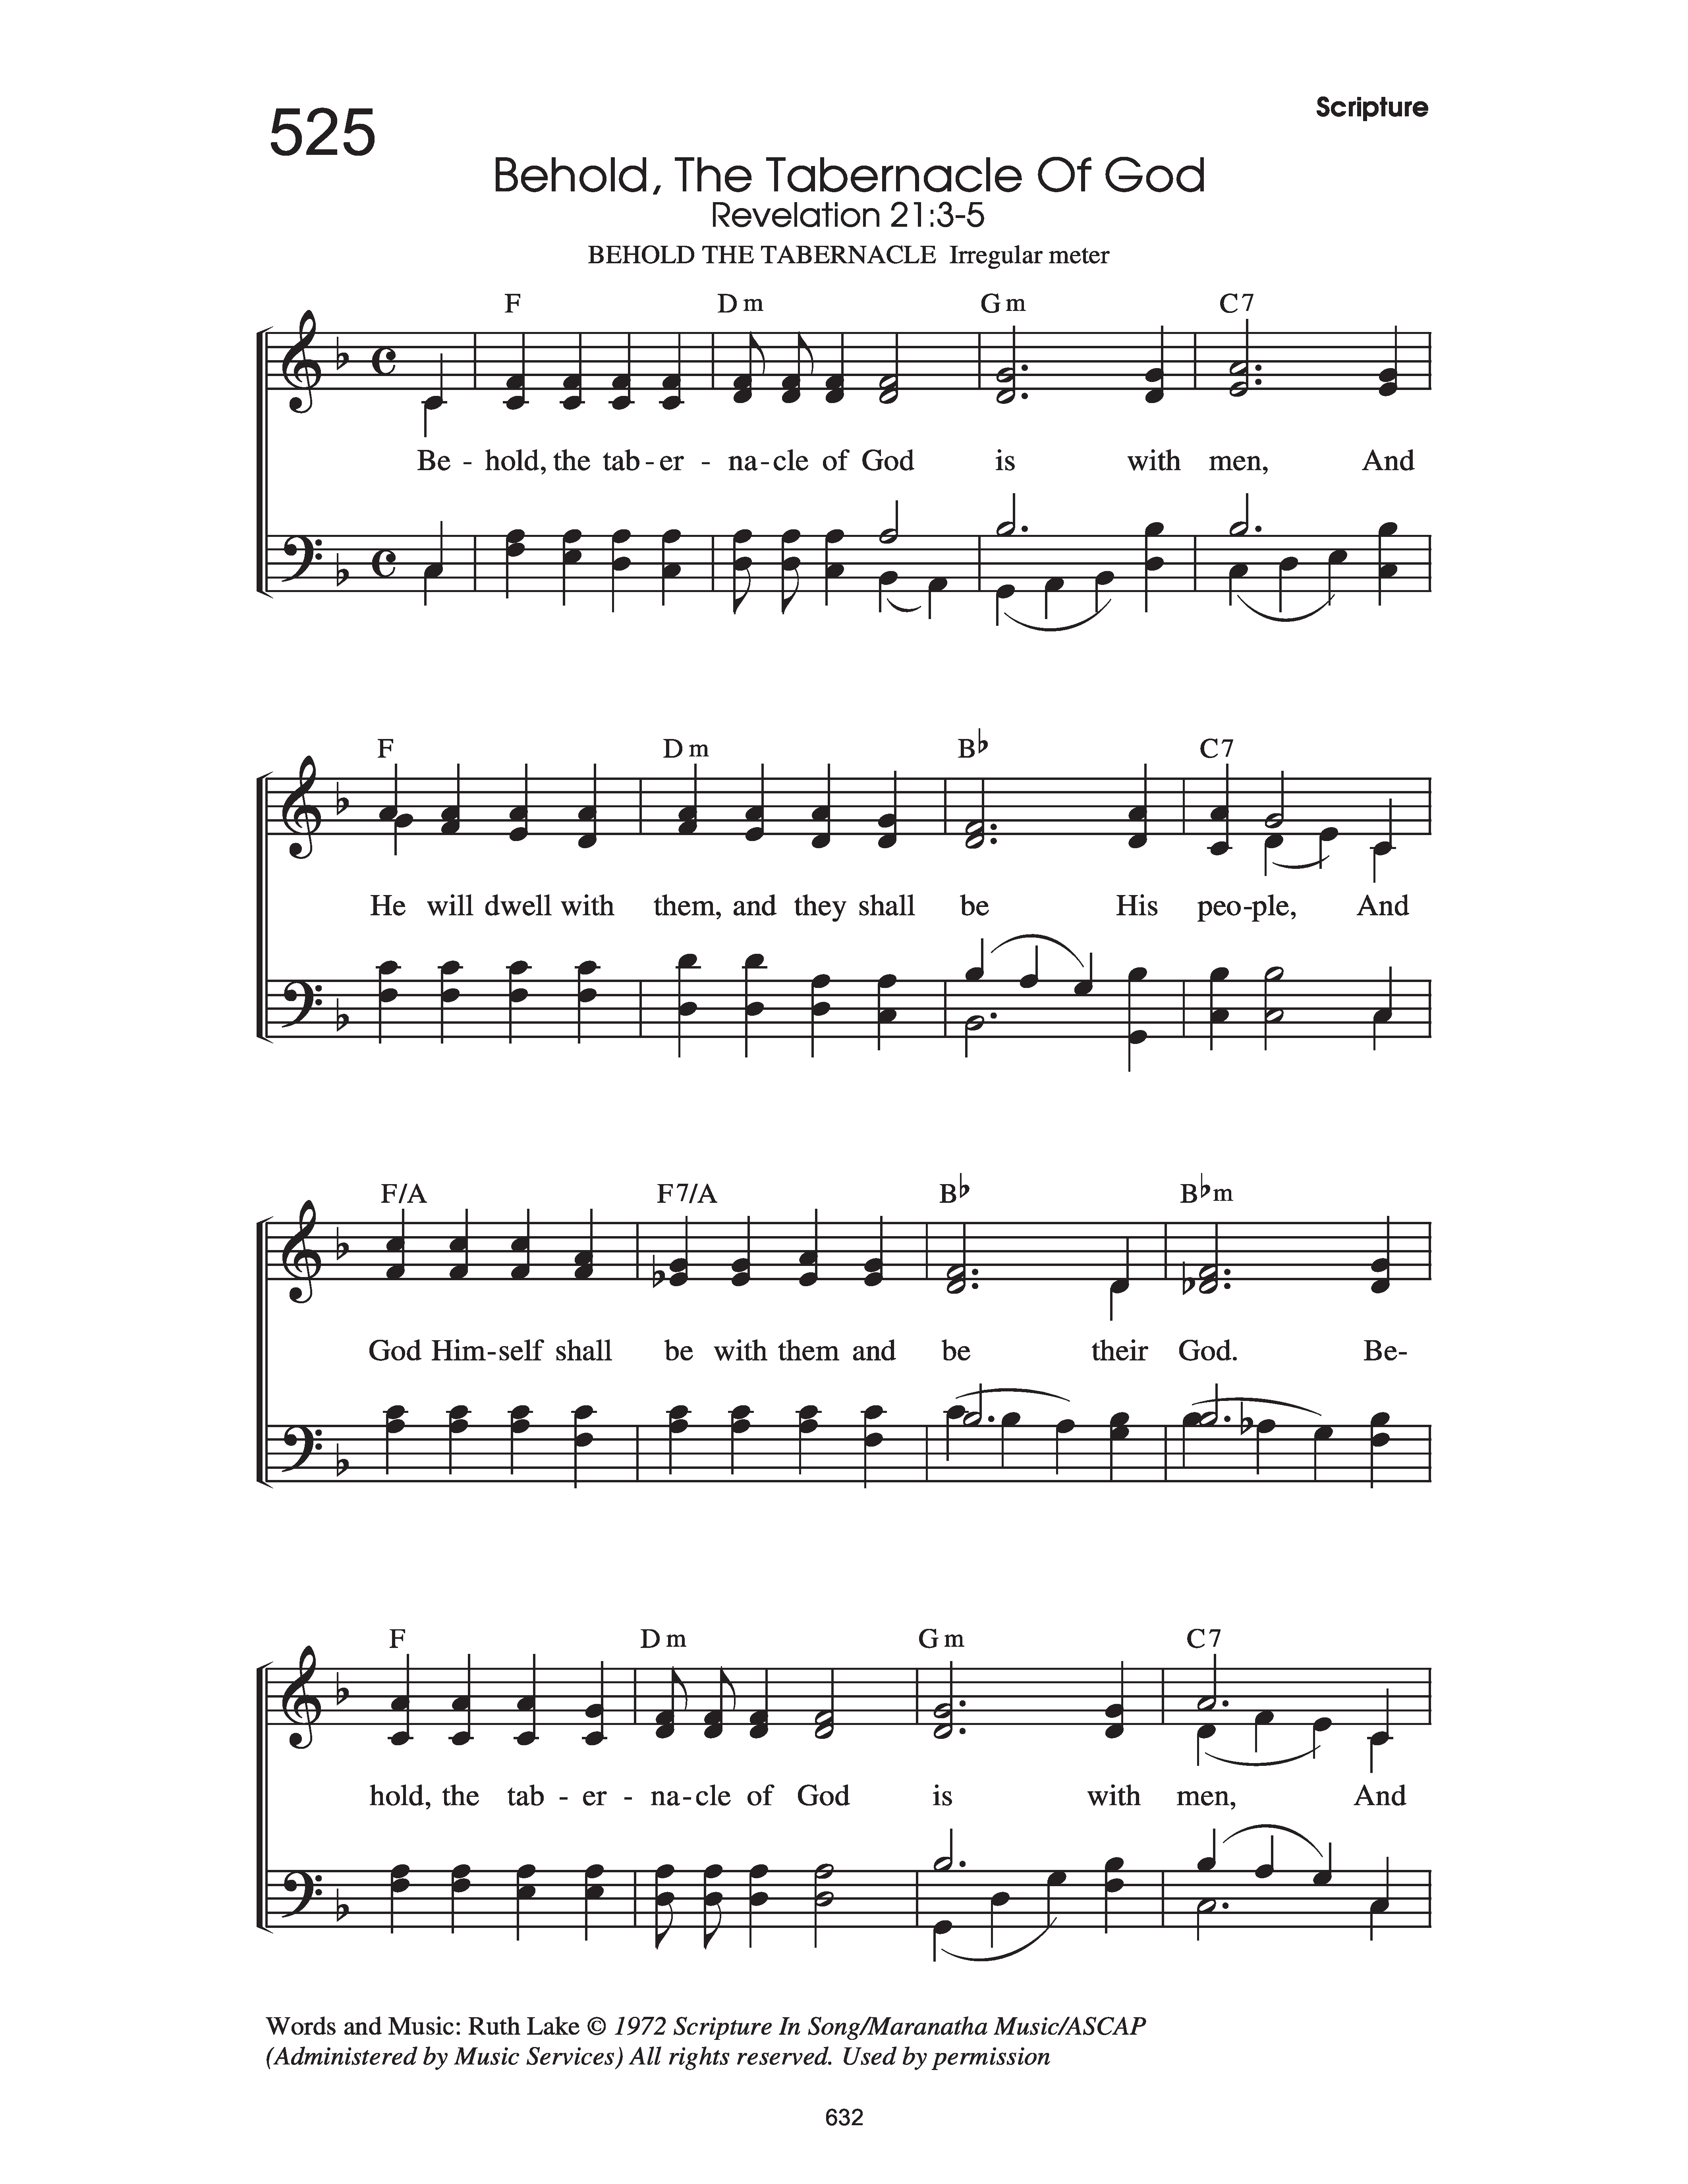 525
Scripture
Behold, The Tabernacle Of God
Revelation 21:3-5
BEHOLD THE TABERNACLE Irregular meter
F Dm Gm C7
Be - hold, the tab - er - na - cle of God is with men, And
F Dm B♭ C7
He will dwell with them, and they shall be His peo-ple, And
F/A F7/A B♭ B♭m
God Him-self shall be with them and be their God. Be-
F Dm Gm C7
hold, the tab - er - na-cle of God is with men, And
Words and Music: Ruth Lake © 1972 Scripture In Song/Maranatha Music/ASCAP
(Administered by Music Services) All rights reserved. Used by permission
632